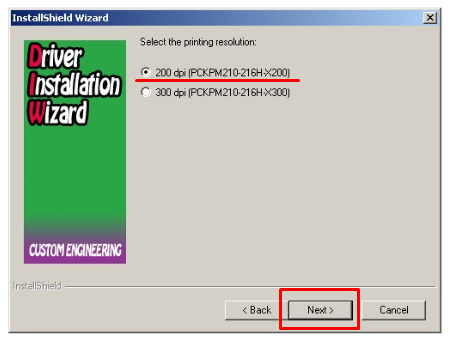 InstallShield Wizard
Select the printing resolution:
Driver
Installation
Wizard
200 dpi (PCKPM210-216H-X200)
300 dpi (PCKPM210-216H-X300)
CUSTOM ENGINEERING
InstallShield
< Back
Next >
Cancel